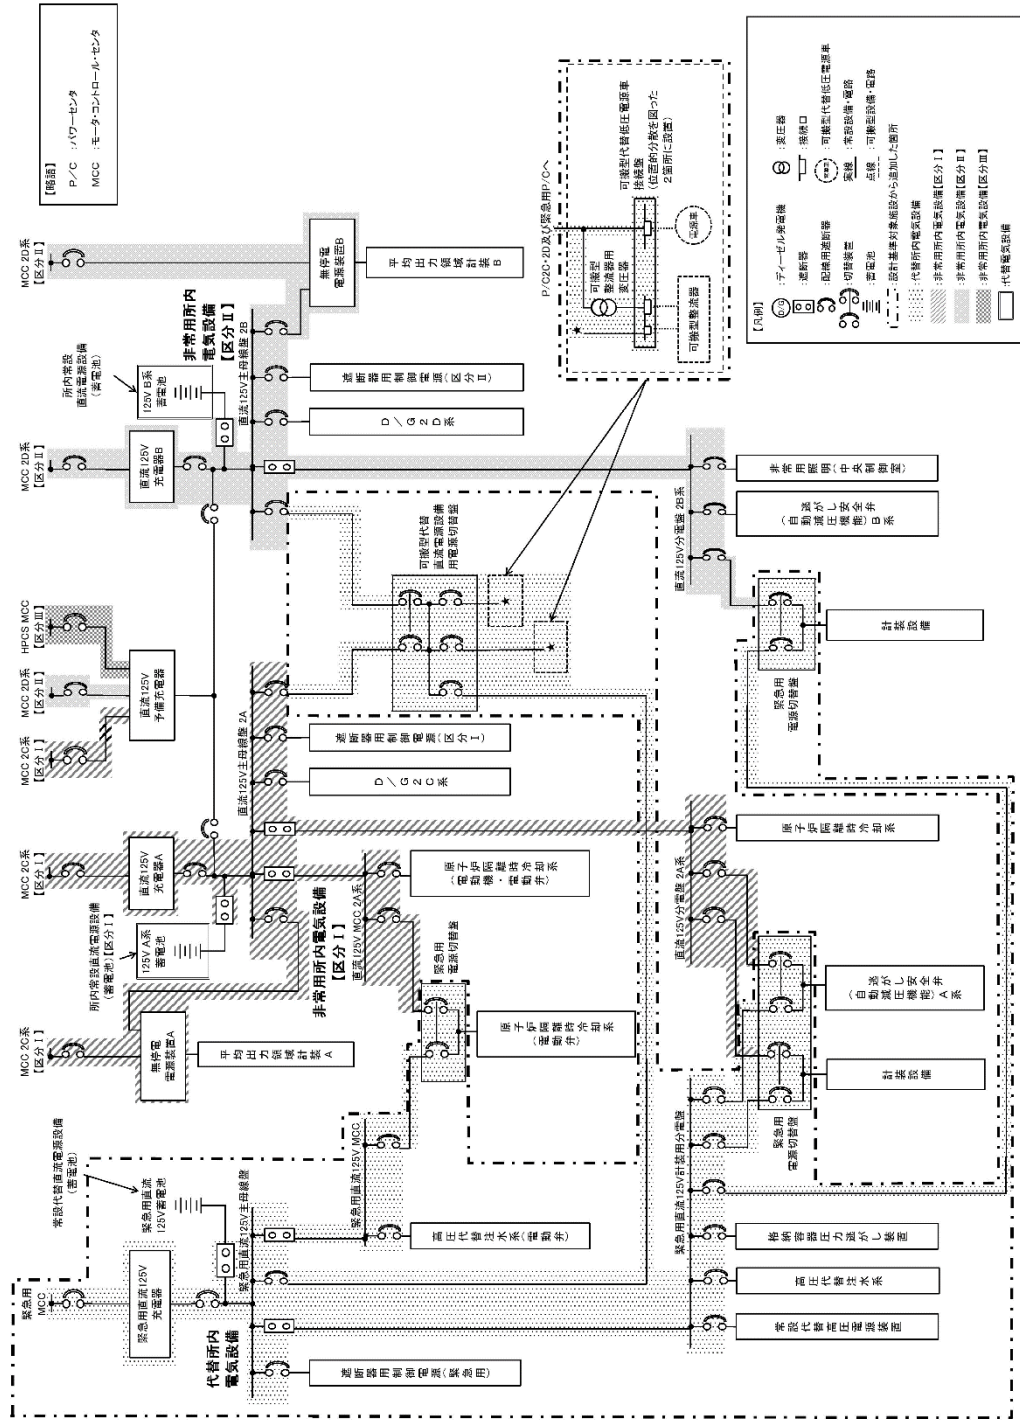 【略語】
P／C :パワーセンタ
MCC :モータ・コントロール・センタ
緊急用
MCC
緊急用直流125V
充電器
常設代替直流電源設備
(蓄電池)
緊急用直流
125V蓄電池
緊急用直流125V主母線盤
代替所内
電気設備
遮断器用制御電源(緊急用)
緊急用直流125V MCC
高圧代替注水系(電動弁)
緊急用直流125V計装用分電盤
常設代替高圧電源装置
高圧代替注水系
格納容器圧力逃がし装置
MCC 2C系
【区分Ⅰ】
無停電
電源装置A
平均出力領域計装A
所内常設直流電源設備
(蓄電池)【区分Ⅰ】
125V A系
蓄電池
MCC 2C系
【区分Ⅰ】
直流125V
充電器A
非常用所内電気設備
【区分Ⅰ】
直流125V主母線盤 2A
直流125V MCC 2A系
原子炉隔離時冷却系
(電動機・電動弁)
緊急用
電源切替盤
原子炉隔離時冷却系
(電動弁)
D／G2C系
遮断器用制御電源(区分Ⅰ)
MCC 2C系
【区分Ⅰ】
MCC 2D系
【区分Ⅱ】
HPCS MCC
【区分Ⅲ】
直流125V
予備充電器
直流125V分電盤 2A系
原子炉隔離時冷却系
緊急用
電源切替盤
計装設備
逃がし安全弁
(自動減圧機能)A系
MCC 2D系
【区分Ⅱ】
直流125V
充電器B
所内常設
直流電源設備
(蓄電池)
125V B系
蓄電池
非常用所内
電気設備
【区分Ⅱ】
直流125V主母線盤 2B
D／G2D系
遮断器用制御電源(区分Ⅱ)
MCC 2D系
【区分Ⅱ】
無停電
電源装置B
平均出力領域計装B
可搬型代替
直流電源設備
用電源切替盤
★
★
直流125V分電盤 2B系
非常用照明(中央制御室)
逃がし安全弁
(自動減圧機能)B系
緊急用
電源切替盤
計装設備
P/C2C・2D及び緊急用P/Cへ
★
可搬型
整流器用
変圧器
可搬型整流器
電源車
可搬型代替低圧電源車
接続盤
(位置的分散を図った
2箇所に設置)
【凡例】
D/G :ディーゼル発電機
:遮断器
:配線用遮断器
:切替装置
:蓄電池
:設計基準対象施設から追加した箇所
:代替所内電気設備
:非常用所内電気設備【区分Ⅰ】
:非常用所内電気設備【区分Ⅱ】
:非常用所内電気設備【区分Ⅲ】
:代替電気設備
:変圧器
:接続口
電源車 :可搬型代替低圧電源車
実線 :常設設備・電路
点線 :可搬型設備・電路